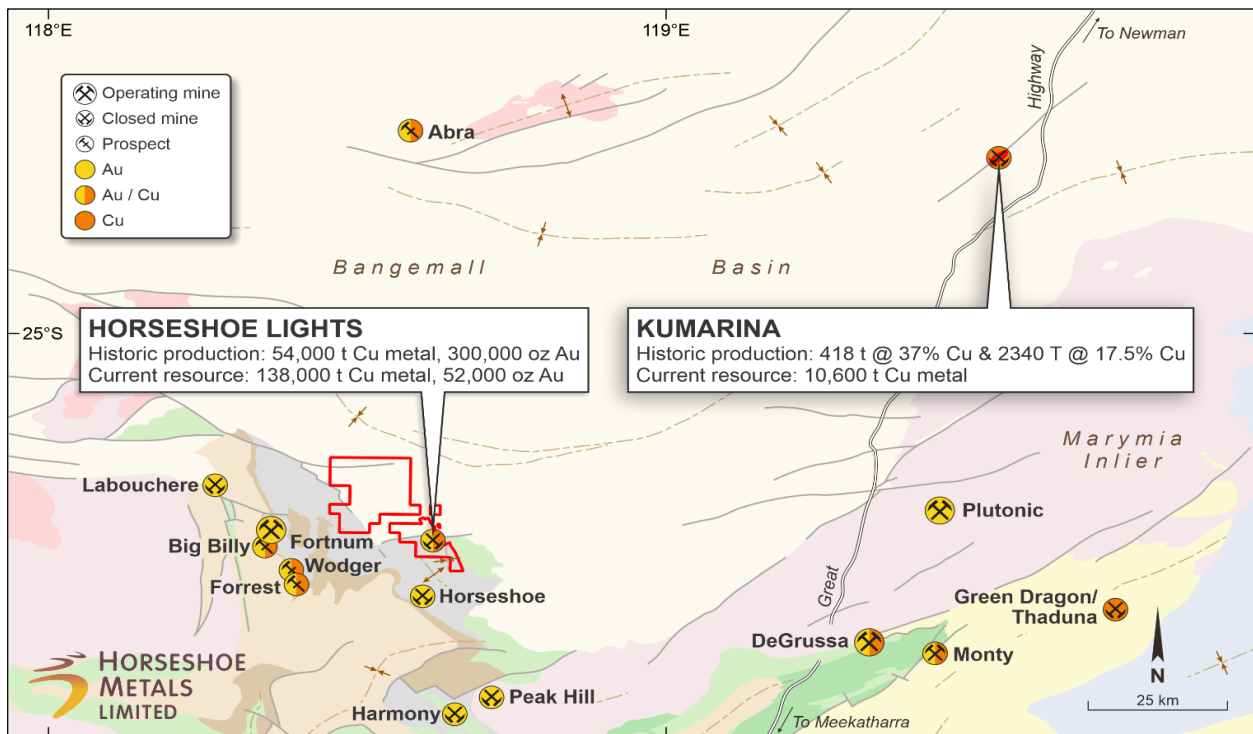 118°E
119°E
To Newman
Highway
Operating mine
Closed mine
Prospect
Au
Au / Cu
Cu
Abra
Bangemall Basin
25°S
25°S
HORSESHOE LIGHTS
Historic production: 54,000 t Cu metal, 300,000 oz Au
Current resource: 138,000 t Cu metal, 52,000 oz Au
KUMARINA
Historic production: 418 t @ 37% Cu & 2340 T @ 17.5% Cu
Current resource: 10,600 t Cu metal
Marymia
Inlier
Labouchere
Plutonic
Fortnum
Big Billy
Wodger
Forrest
Horseshoe
Great
Green Dragon/
Thaduna
DeGrussa
Monty
N
25 km
HORSESHOE
METALS
LIMITED
Peak Hill
Harmony
To Meekatharra